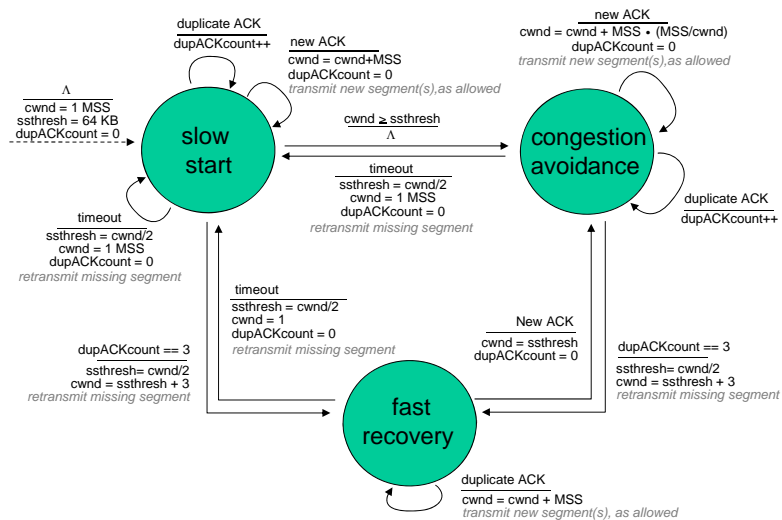 duplicate ACK
dupACKcount++
new ACK
cwnd = cwnd+MSS
dupACKcount = 0
transmit new segment(s),as allowed
new ACK
cwnd = cwnd + MSS • (MSS/cwnd)
dupACKcount = 0
transmit new segment(s),as allowed
Λ
cwnd = 1 MSS
ssthresh = 64 KB
dupACKcount = 0
slow
start
cwnd ≥ ssthresh
Λ
congestion
avoidance
timeout
ssthresh = cwnd/2
cwnd = 1 MSS
dupACKcount = 0
retransmit missing segment
timeout
ssthresh = cwnd/2
cwnd = 1 MSS
dupACKcount = 0
retransmit missing segment
duplicate ACK
dupACKcount++
timeout
ssthresh = cwnd/2
cwnd = 1
dupACKcount = 0
retransmit missing segment
New ACK
cwnd = ssthresh
dupACKcount = 0
dupACKcount == 3
ssthresh= cwnd/2
cwnd = ssthresh + 3
retransmit missing segment
dupACKcount == 3
ssthresh= cwnd/2
cwnd = ssthresh + 3
retransmit missing segment
fast
recovery
duplicate ACK
cwnd = cwnd + MSS
transmit new segment(s), as allowed